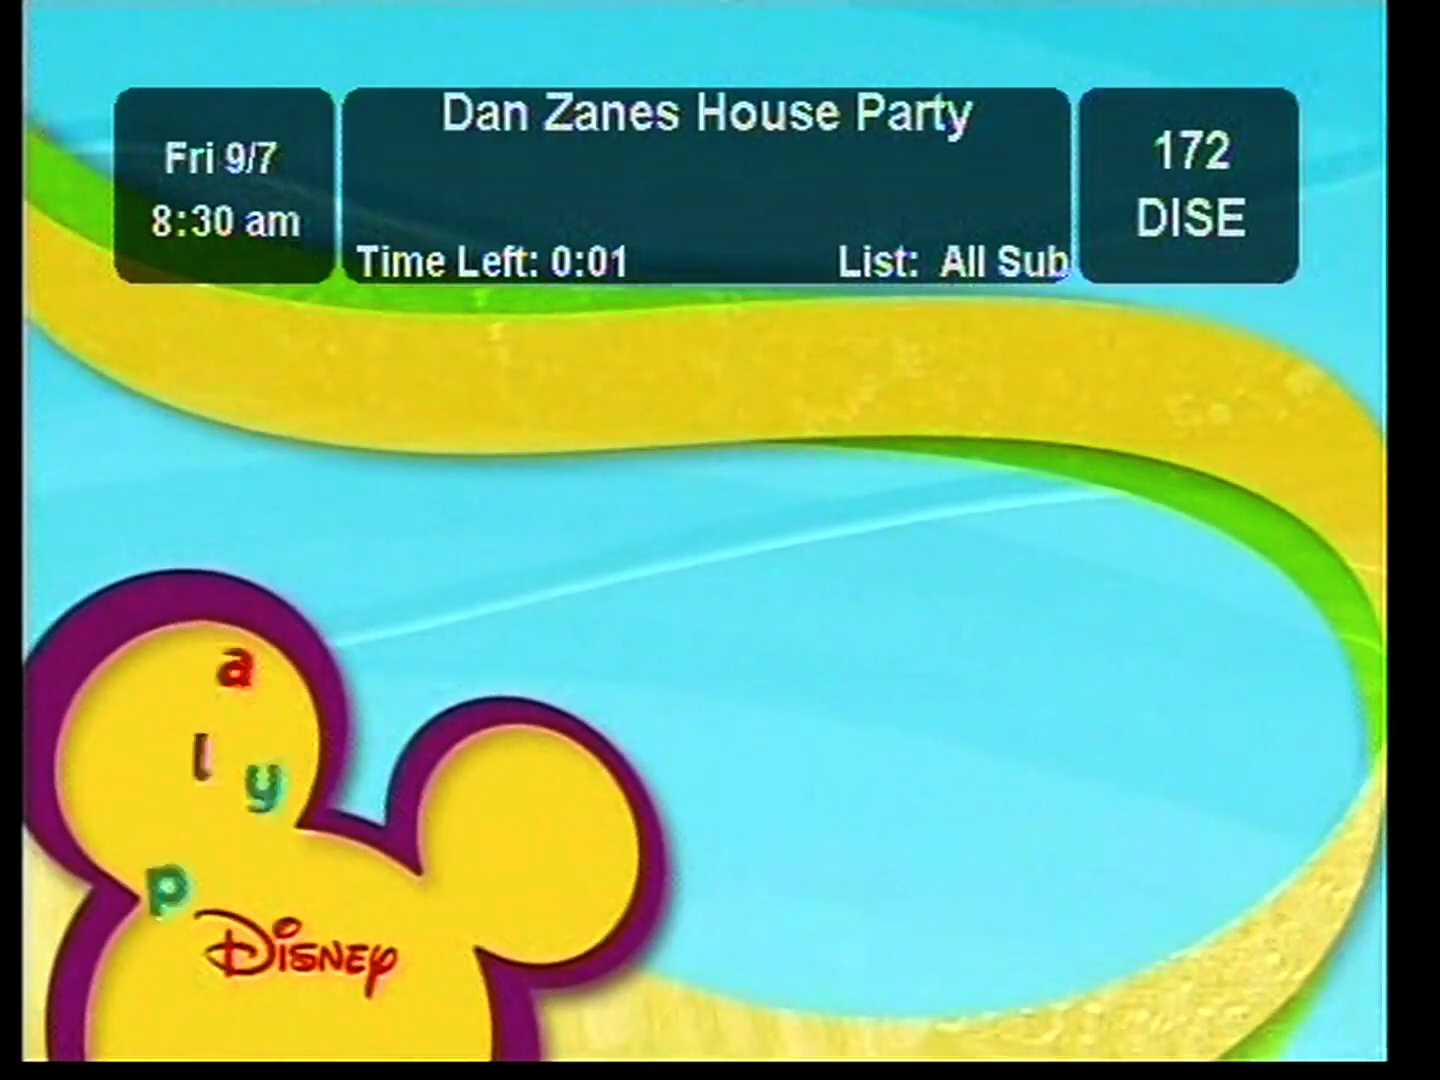 Dan Zanes House Party
Fri 9/7
8:30 am
Time Left: 0:01
List: All Sub
172
DISE
a
l
y
p
Disney